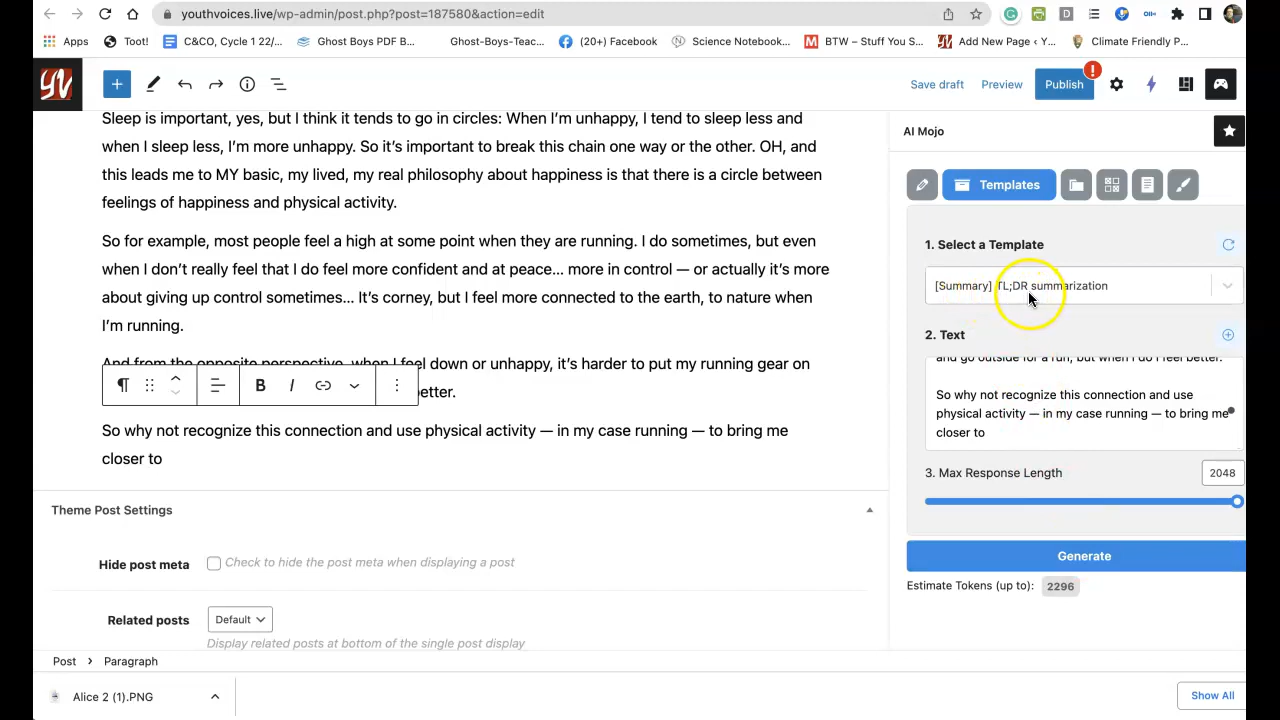 youthvoices.live/wp-admin/post.php?post=187580&action=edit
Apps Toot! C&CO, Cycle 1 22/... Ghost Boys PDF B... Ghost-Boys-Teac... (20+) Facebook Science Notebook... BTW – Stuff You S... Add New Page ‹ Y... Climate Friendly P...
Save draft Preview Publish !
Sleep is important, yes, but I think it tends to go in circles: When I'm unhappy, I tend to sleep less and
when I sleep less, I'm more unhappy. So it's important to break this chain one way or the other. OH, and
this leads me to MY basic, my lived, my real philosophy about happiness is that there is a circle between
feelings of happiness and physical activity.
So for example, most people feel a high at some point when they are running. I do sometimes, but even
when I don't really feel that I do feel more confident and at peace... more in control — or actually it's more
about giving up control sometimes... It's corney, but I feel more connected to the earth, to nature when
I'm running.
And from the opposite perspective, when I feel down or unhappy, it's harder to put my running gear on
better.
B I
So why not recognize this connection and use physical activity — in my case running — to bring me
closer to
Theme Post Settings
Hide post meta Check to hide the post meta when displaying a post
Related posts Default
Display related posts at bottom of the single post display
Post > Paragraph
AI Mojo
Templates
1. Select a Template
[Summary] TL;DR summarization
2. Text
and go outside for a run, but when I do I feel better.
So why not recognize this connection and use
physical activity — in my case running — to bring me
closer to
3. Max Response Length 2048
Generate
Estimate Tokens (up to): 2296
Alice 2 (1).PNG
Show All